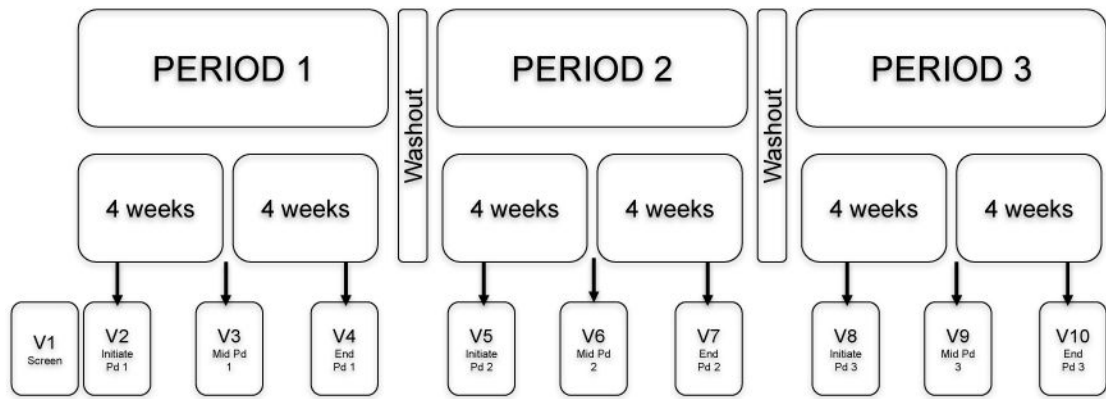 PERIOD 1
Washout
PERIOD 2
Washout
PERIOD 3
4 weeks
4 weeks
4 weeks
4 weeks
4 weeks
4 weeks
V1
Screen
V2
Initiate
Pd 1
V3
Mid Pd
1
V4
End
Pd 1
V5
Initiate
Pd 2
V6
Mid Pd
2
V7
End
Pd 2
V8
Initiate
Pd 3
V9
Mid Pd
3
V10
End
Pd 3